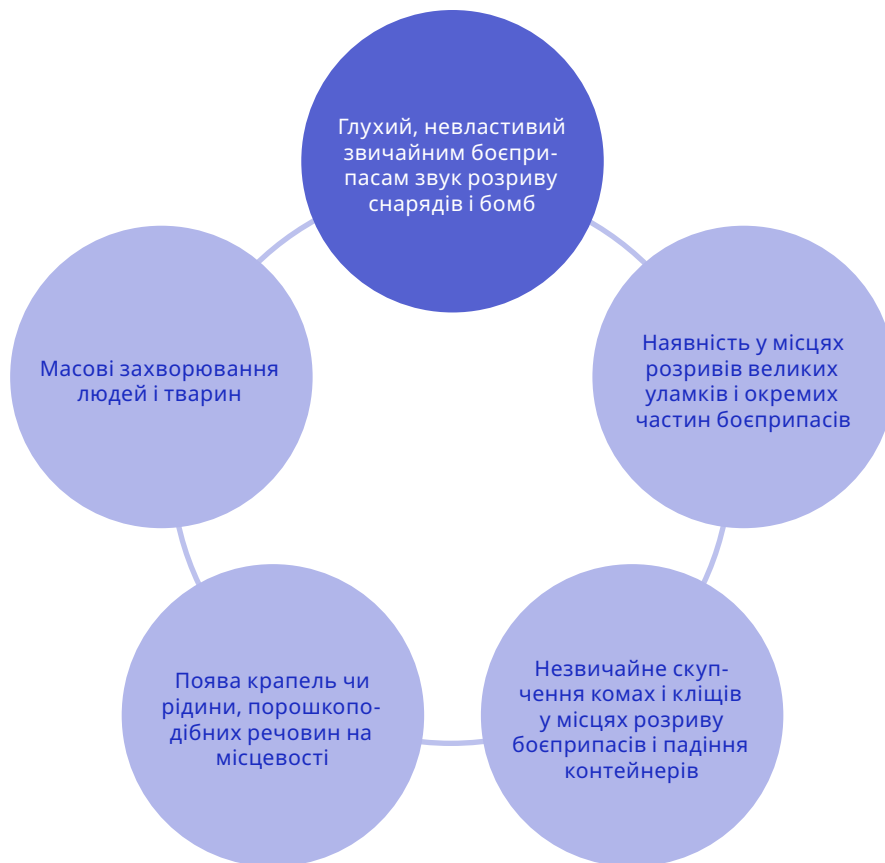 Глухий, невластивий
звичайним боєпри-
пасам звук розриву
снарядів і бомб
Наявність у місцях
розривів великих
уламків і окремих
частин боєприпасів
Незвичайне скуп-
чення комах і кліщів
у місцях розриву
боєприпасів і падіння
контейнерів
Поява крапель чи
рідини, порошкопо-
дібних речовин на
місцевості
Масові захворювання
людей і тварин